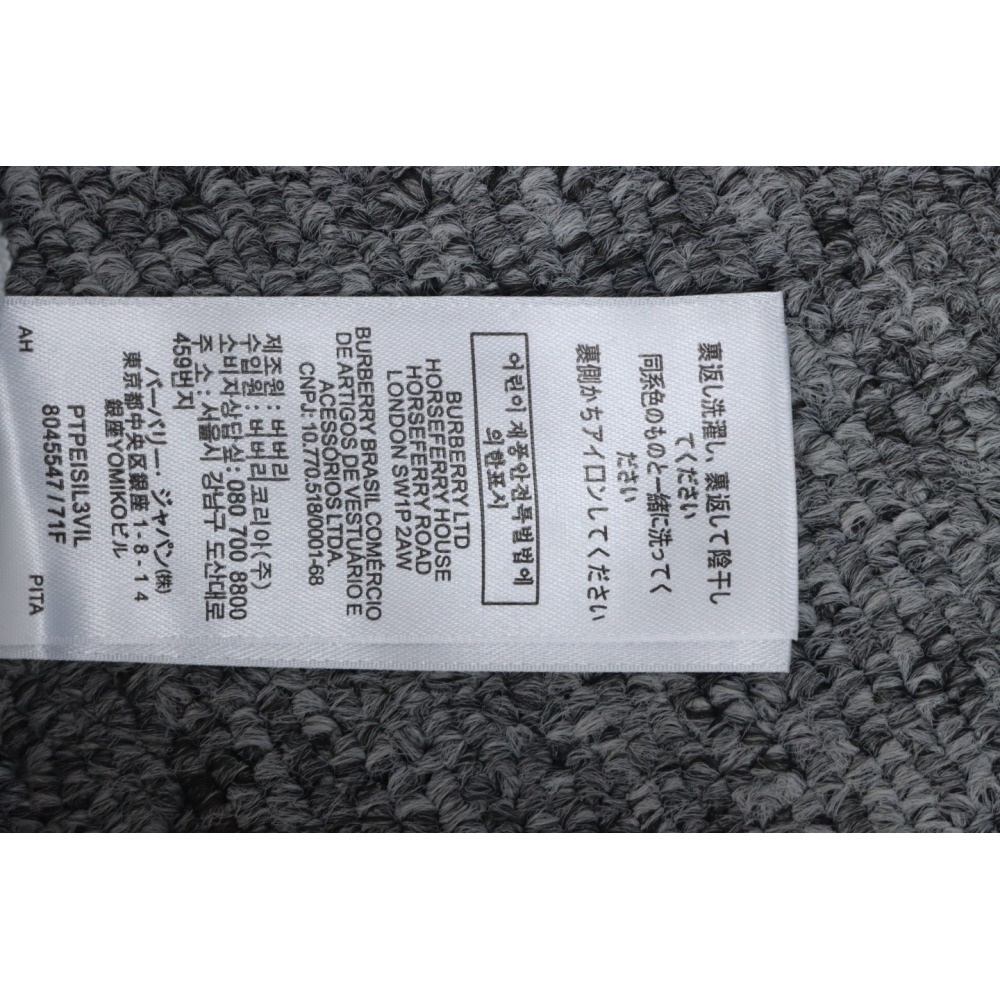 裏返し洗濯し、裏返して陰干し
てください
同系色のものと一緒に洗ってく
ださい
裏側からアイロンしてください
어린이제품안전특별법에
의한표시
BURBERRY LTD
HORSEFERRY HOUSE
HORSEFERRY ROAD
LONDON SW1P 2AW
BURBERRY BRASIL COMÉRCIO
DE ARTIGOS DE VESTUÁRIO E
ACESSÓRIOS LTDA.
CNPJ: 10.770.518/0001-68
제조원 : 버버리
수입원 : 버버리코리아(주)
소비자상담실: 080 700 8800
주 소 : 서울시 강남구 도산대로
459번지
バーバリー・ジャパン(株)
東京都中央区銀座1-8-14
銀座YOMIKOビル
PTPEISIL3VIL
8045547/71F
AH PITA